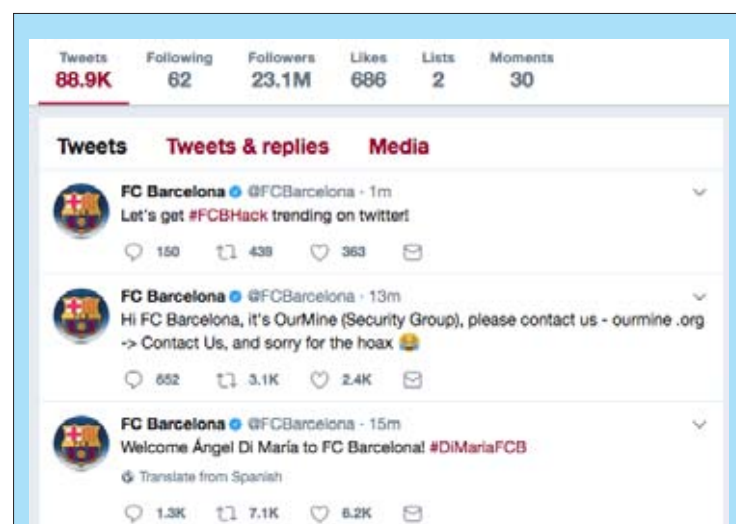 Tweets Following Followers Likes Lists Moments
88.9K 62 23.1M 686 2 30
Tweets Tweets & replies Media
FC Barcelona @FCBarcelona · 1m
Let's get #FCBHack trending on twitter!
150 439 363
FC Barcelona @FCBarcelona · 13m
Hi FC Barcelona, it's OurMine (Security Group), please contact us - ourmine .org
-> Contact Us, and sorry for the hoax 😂
652 3.1K 2.4K
FC Barcelona @FCBarcelona · 15m
Welcome Ángel Di María to FC Barcelona! #DiMariaFCB
Translate from Spanish
1.3K 7.1K 6.2K